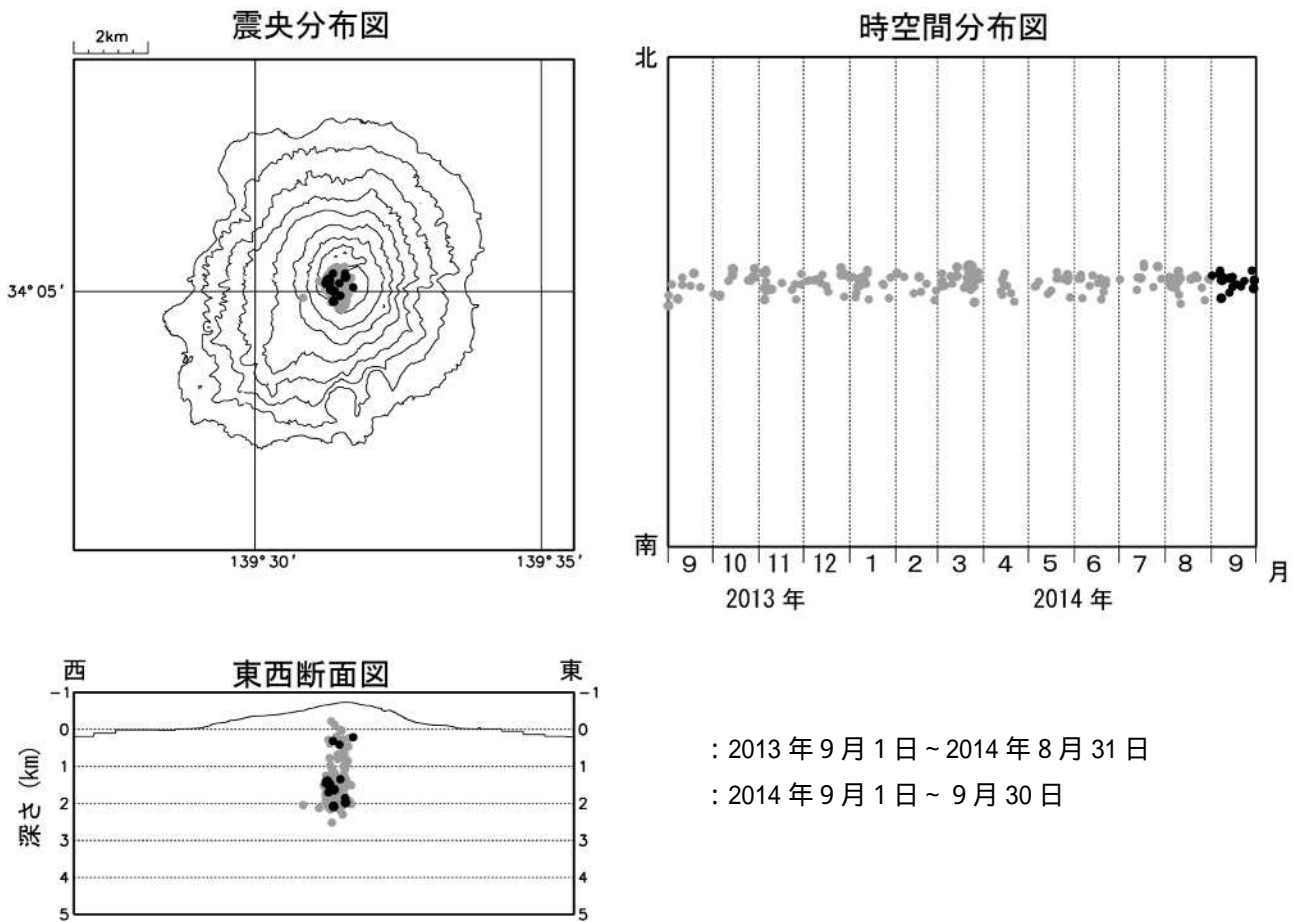 震央分布図
2km
34° 05′
139° 30′
139° 35′
時空間分布図
北
南
9 10 11 12 1 2 3 4 5 6 7 8 9 月
2013 年
2014 年
東西断面図
西
東
深さ (km)
-1
0
1
2
3
4
5
-1
0
1
2
3
4
5
: 2013 年 9 月 1 日 ~ 2014 年 8 月 31 日
: 2014 年 9 月 1 日 ~ 9 月 30 日